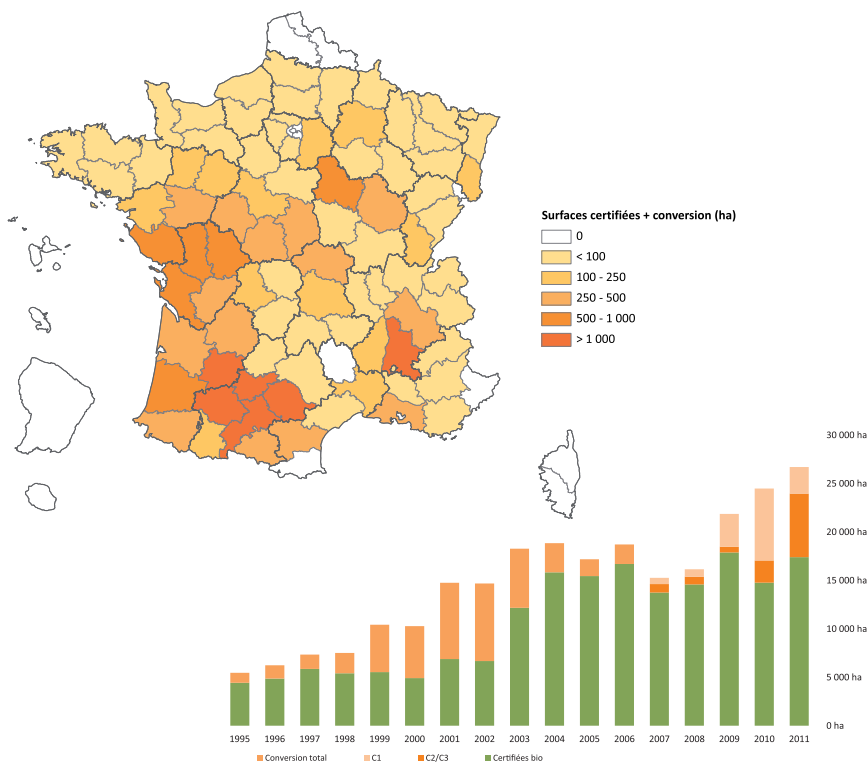 Surfaces certifiées + conversion (ha)
0
< 100
100 - 250
250 - 500
500 - 1 000
> 1 000
30 000 ha
25 000 ha
20 000 ha
15 000 ha
10 000 ha
5 000 ha
0 ha
1995 1996 1997 1998 1999 2000 2001 2002 2003 2004 2005 2006 2007 2008 2009 2010 2011
Conversion total C1 C2/C3 Certifiées bio